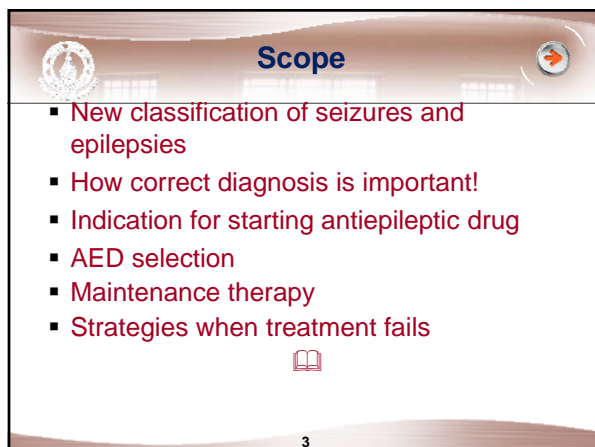 Scope
▪ New classification of seizures and
epilepsies
▪ How correct diagnosis is important!
▪ Indication for starting antiepileptic drug
▪ AED selection
▪ Maintenance therapy
▪ Strategies when treatment fails
3